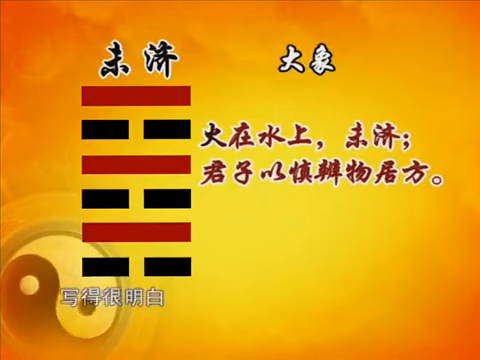 未济
大象
火在水上，未济；
君子以慎辨物居方。
写得很明白